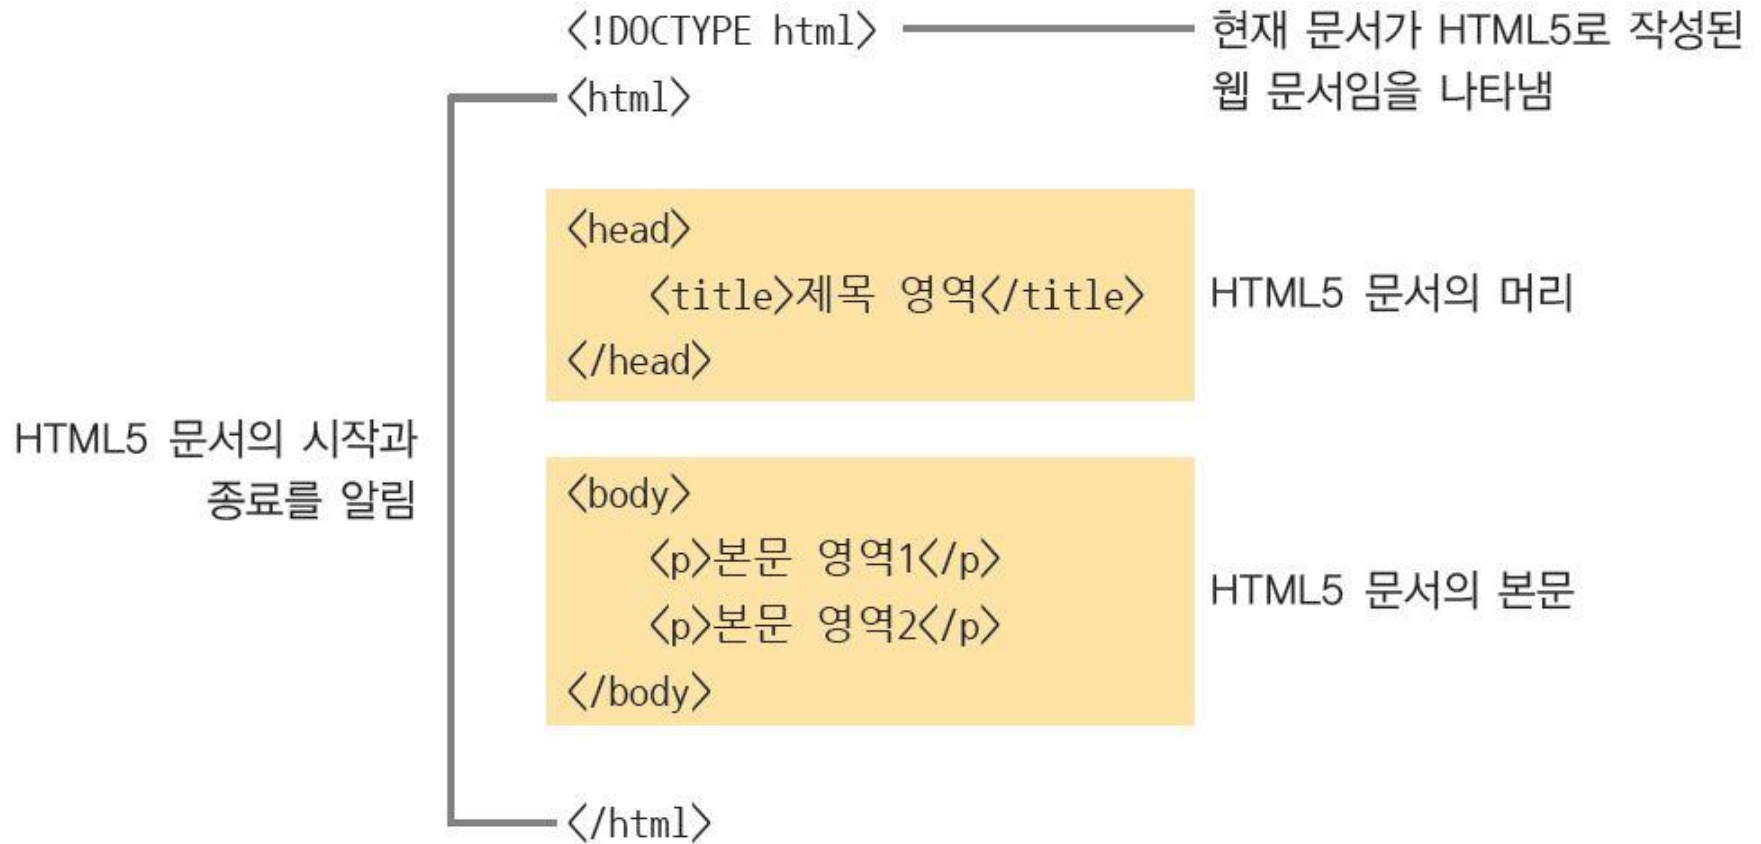 <!DOCTYPE html> 현재 문서가 HTML5로 작성된
웹 문서임을 나타냄
<html>
<head>
<title>제목 영역</title>
</head>
HTML5 문서의 머리
HTML5 문서의 시작과
종료를 알림
<body>
<p>본문 영역1</p>
<p>본문 영역2</p>
</body>
HTML5 문서의 본문
</html>